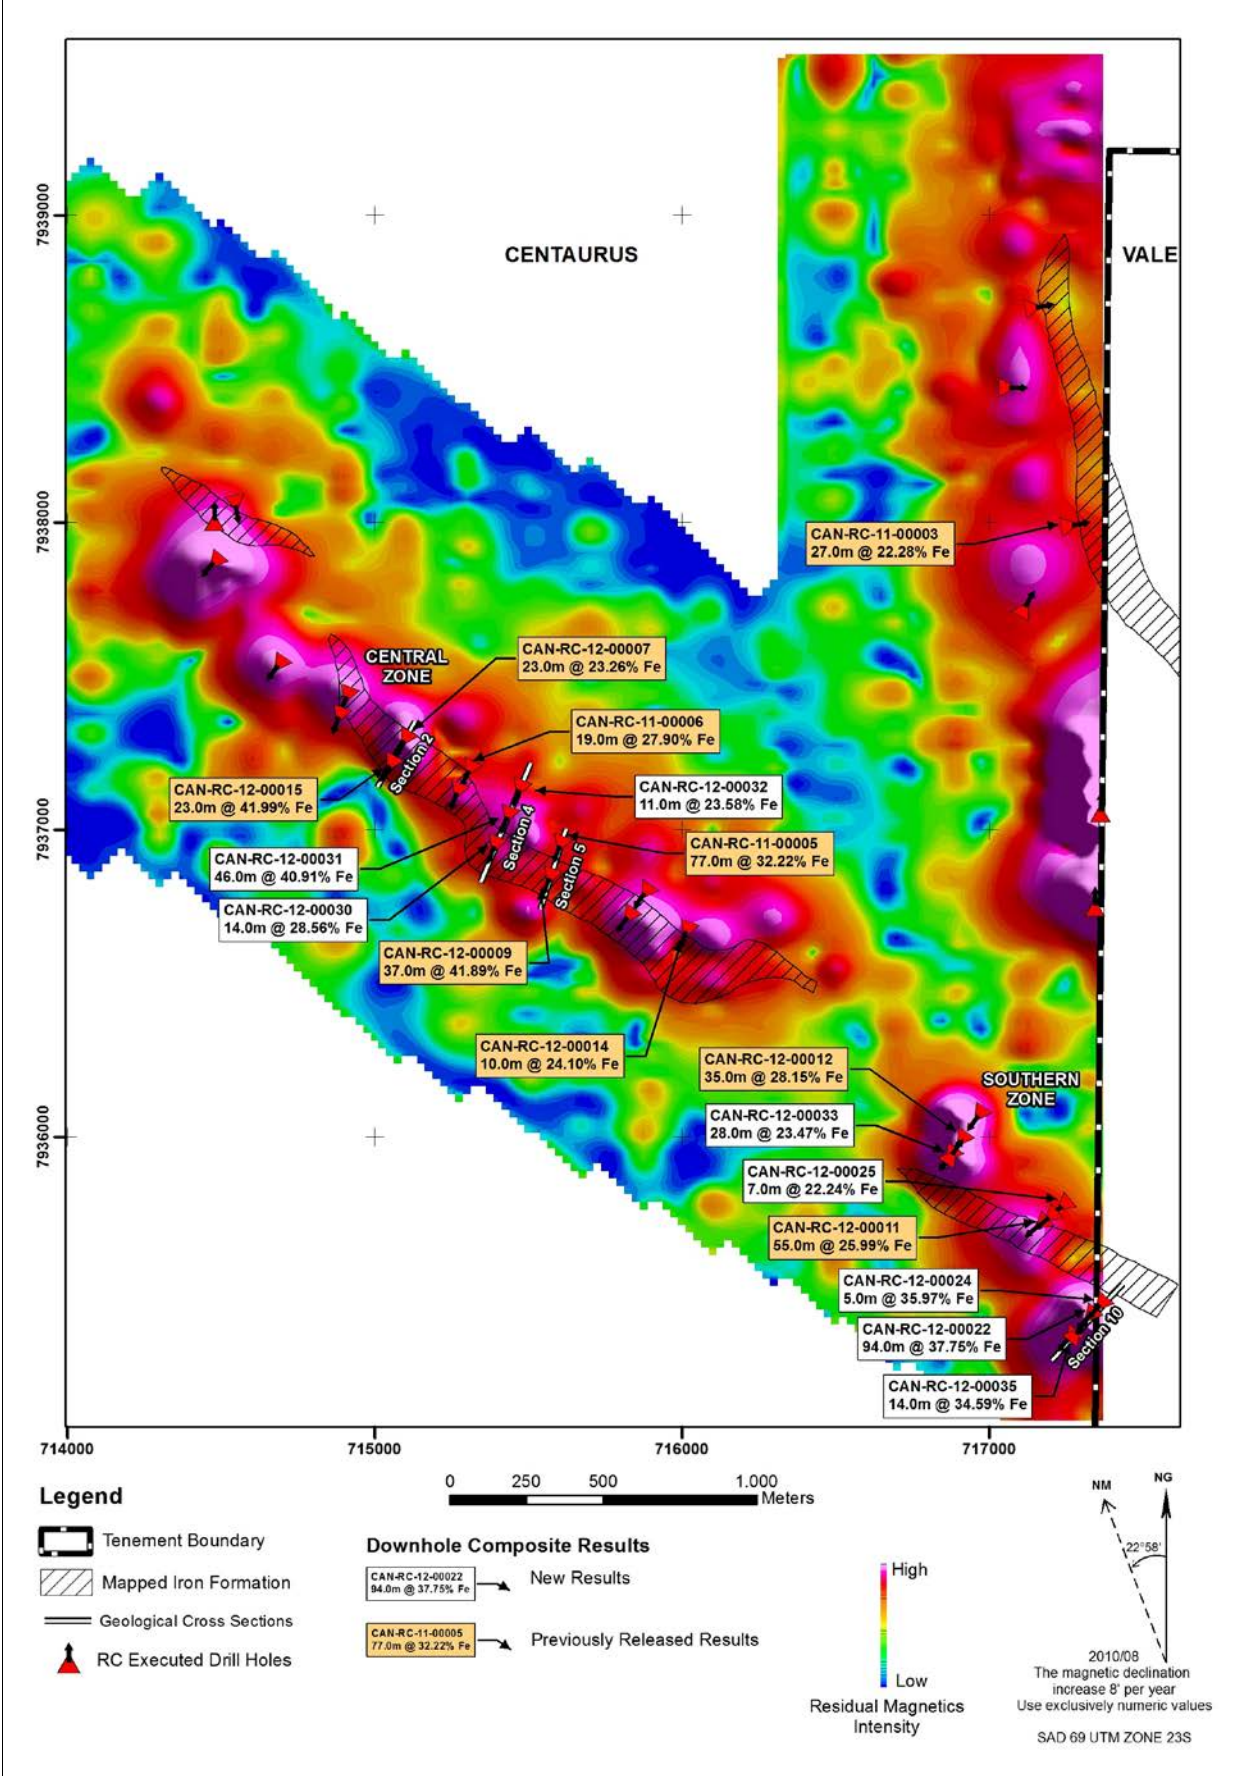 7939000
7938000
7937000
7936000
CENTAURUS
VALE
CAN-RC-11-00003
27.0m @ 22.28% Fe
CENTRAL
ZONE
CAN-RC-12-00007
23.0m @ 23.26% Fe
CAN-RC-11-00006
19.0m @ 27.90% Fe
Section 2
CAN-RC-12-00015
23.0m @ 41.99% Fe
CAN-RC-12-00032
11.0m @ 23.58% Fe
Section 4
CAN-RC-11-00005
77.0m @ 32.22% Fe
Section 5
CAN-RC-12-00031
46.0m @ 40.91% Fe
CAN-RC-12-00030
14.0m @ 28.56% Fe
CAN-RC-12-00009
37.0m @ 41.89% Fe
CAN-RC-12-00014
10.0m @ 24.10% Fe
CAN-RC-12-00012
35.0m @ 28.15% Fe
SOUTHERN
ZONE
CAN-RC-12-00033
28.0m @ 23.47% Fe
CAN-RC-12-00025
7.0m @ 22.24% Fe
CAN-RC-12-00011
55.0m @ 25.99% Fe
CAN-RC-12-00024
5.0m @ 35.97% Fe
CAN-RC-12-00022
94.0m @ 37.75% Fe
Section 10
CAN-RC-12-00035
14.0m @ 34.59% Fe
714000
715000
716000
717000
Legend
Tenement Boundary
Mapped Iron Formation
Geological Cross Sections
RC Executed Drill Holes
0 250 500 1.000
Meters
Downhole Composite Results
CAN-RC-12-00022
94.0m @ 37.75% Fe
New Results
CAN-RC-11-00005
77.0m @ 32.22% Fe
Previously Released Results
High
Low
Residual Magnetics
Intensity
NM
NG
22°58'
2010/08
The magnetic declination
increase 8' per year
Use exclusively numeric values
SAD 69 UTM ZONE 23S